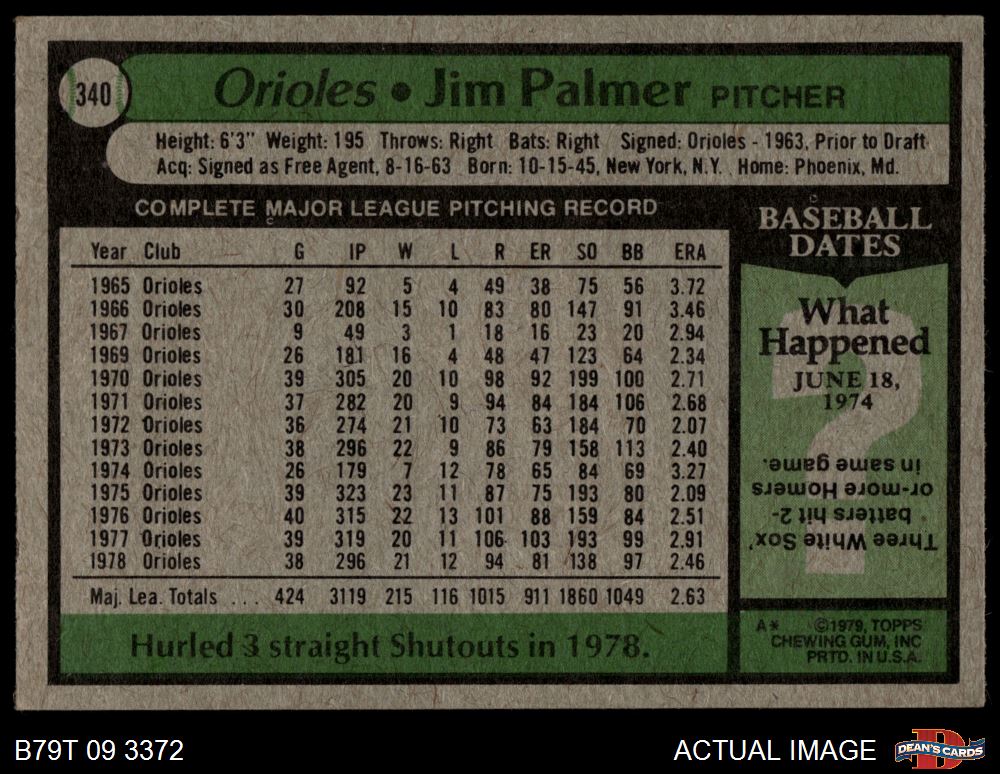 340
Orioles • Jim Palmer PITCHER
Height: 6'3" Weight: 195 Throws: Right Bats: Right Signed: Orioles - 1963, Prior to Draft
Acq: Signed as Free Agent, 8-16-63 Born: 10-15-45, New York, N.Y. Home: Phoenix, Md.
COMPLETE MAJOR LEAGUE PITCHING RECORD
Year Club G IP W L R ER SO BB ERA
1965 Orioles 27 92 5 4 49 38 75 56 3.72
1966 Orioles 30 208 15 10 83 80 147 91 3.46
1967 Orioles 9 49 3 1 18 16 23 20 2.94
1969 Orioles 26 181 16 4 48 47 123 64 2.34
1970 Orioles 39 305 20 10 98 92 199 100 2.71
1971 Orioles 37 282 20 9 94 84 184 106 2.68
1972 Orioles 36 274 21 10 73 63 184 70 2.07
1973 Orioles 38 296 22 9 86 79 158 113 2.40
1974 Orioles 26 179 7 12 78 65 84 69 3.27
1975 Orioles 39 323 23 11 87 75 193 80 2.09
1976 Orioles 40 315 22 13 101 88 159 84 2.51
1977 Orioles 39 319 20 11 106 103 193 99 2.91
1978 Orioles 38 296 21 12 94 81 138 97 2.46
Maj. Lea. Totals ... 424 3119 215 116 1015 911 1860 1049 2.63
Hurled 3 straight Shutouts in 1978.
BASEBALL
DATES
What
Happened
JUNE 18,
1974
?
Three White Sox'
batters hit 2-
or-more Homers
in same game.
A* ©1979, TOPPS
CHEWING GUM, INC
PRTD. IN U.S.A.
B79T 09 3372
ACTUAL IMAGE
D
DEAN'S CARDS